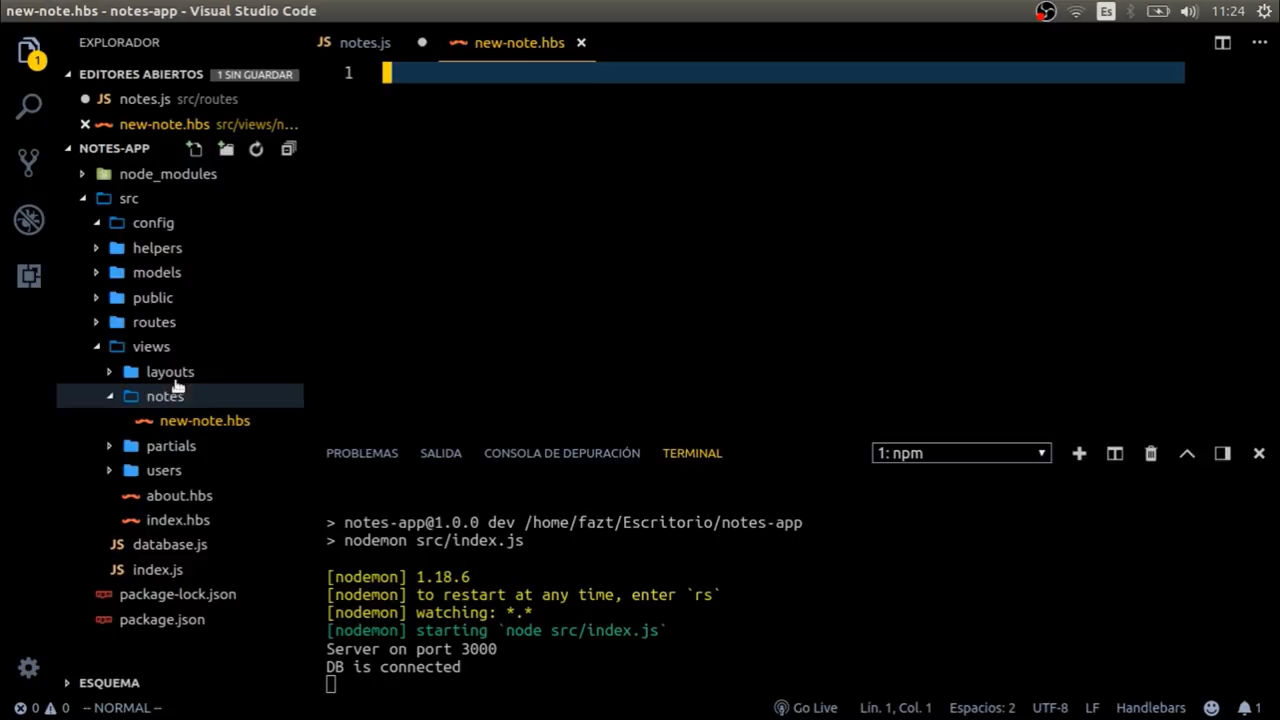 new-note.hbs - notes-app - Visual Studio Code
Es
11:24
EXPLORADOR
1
EDITORES ABIERTOS 1 SIN GUARDAR
JS notes.js src/routes
new-note.hbs src/views/n...
NOTES-APP
node_modules
src
config
helpers
models
public
routes
views
layouts
notes
new-note.hbs
partials
users
about.hbs
index.hbs
JS database.js
JS index.js
package-lock.json
package.json
ESQUEMA
JS notes.js
new-note.hbs
1
PROBLEMAS SALIDA CONSOLA DE DEPURACIÓN TERMINAL 1: npm
> notes-app@1.0.0 dev /home/fazt/Escritorio/notes-app
> nodemon src/index.js
[nodemon] 1.18.6
[nodemon] to restart at any time, enter `rs`
[nodemon] watching: *.*
[nodemon] starting `node src/index.js`
Server on port 3000
DB is connected
0 0 -- NORMAL -- Go Live Lín. 1, Col. 1 Espacios: 2 UTF-8 LF Handlebars 1